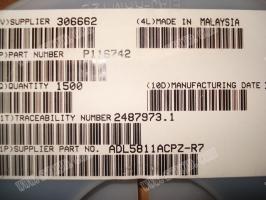 V) SUPPLIER 306662
(4L) MADE IN MALAYSIA
P) PART NUMBER P116742
Q) QUANTITY 1500
(10D) MANUFACTURING DATE
1T) TRACEABILITY NUMBER 2487973.1
1P) SUPPLIER PART NO. ADL5811ACPZ-R7